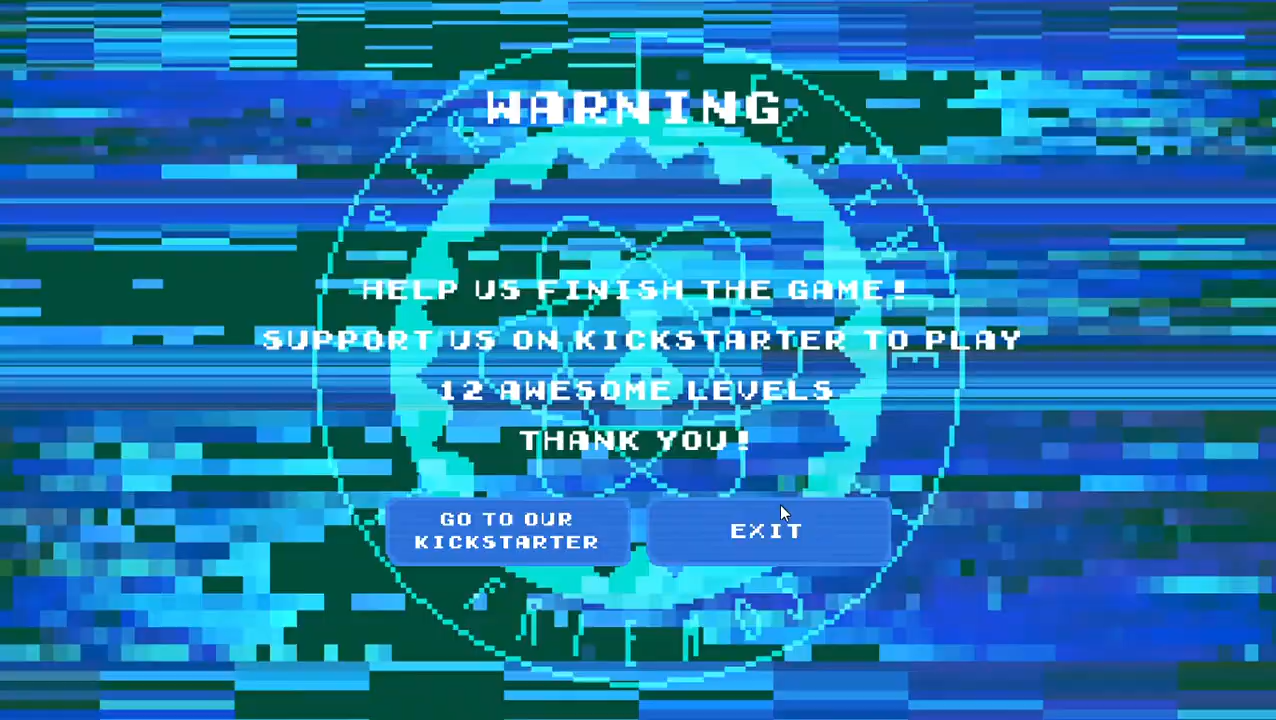 WARNING
HELP US FINISH THE GAME!
SUPPORT US ON KICKSTARTER TO PLAY
12 AWESOME LEVELS
THANK YOU!
GO TO OUR
KICKSTARTER
EXIT